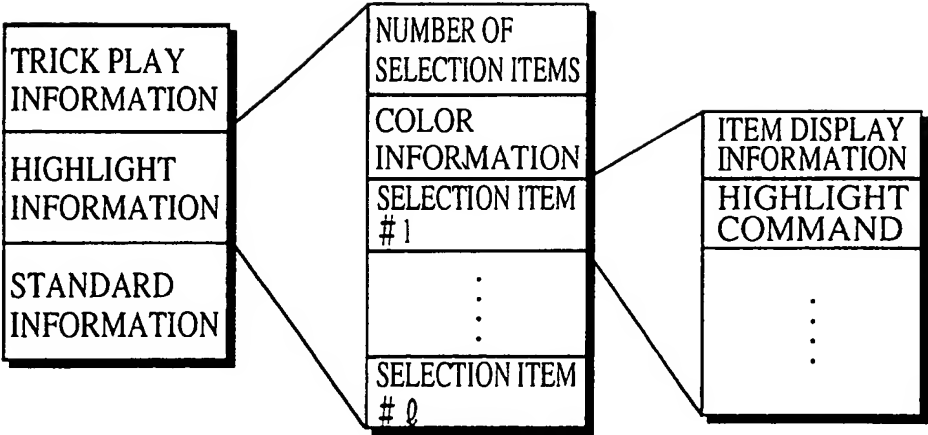 TRICK PLAY
INFORMATION
HIGHLIGHT
INFORMATION
STANDARD
INFORMATION
NUMBER OF
SELECTION ITEMS
COLOR
INFORMATION
SELECTION ITEM
#1
SELECTION ITEM
# ℓ
ITEM DISPLAY
INFORMATION
HIGHLIGHT
COMMAND